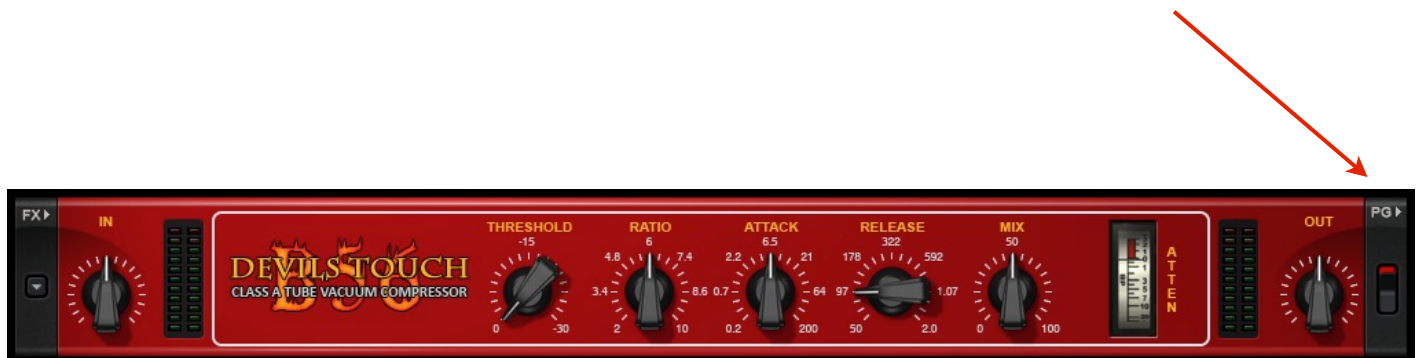 FX
IN
B56
DEVILS TOUCH
CLASS A TUBE VACUUM COMPRESSOR
THRESHOLD
-15
0 -30
RATIO
6
4.8 7.4
3.4 8.6
2 10
ATTACK
6.5
2.2 21
0.7 64
0.2 200
RELEASE
322
178 592
97 1.07
50 2.0
MIX
50
0 100
ATTEN
OUT
PG